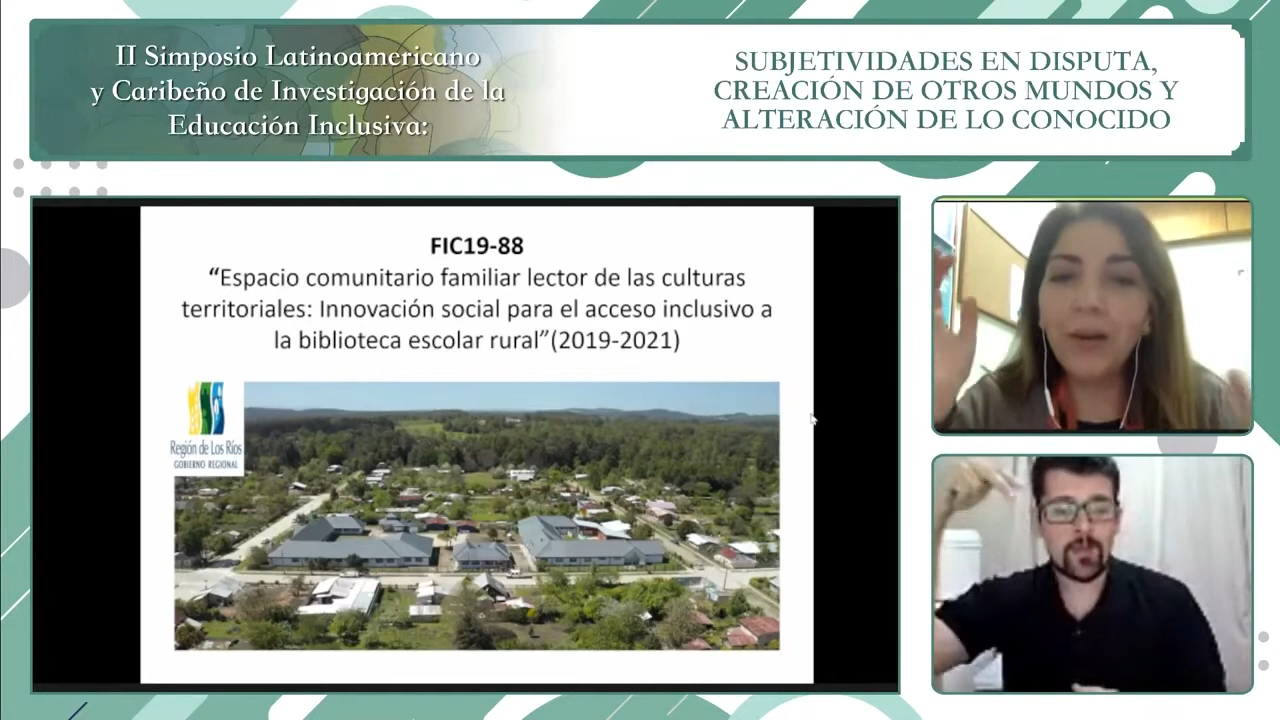 II Simposio Latinoamericano
y Caribeño de Investigación de la
Educación Inclusiva:
SUBJETIVIDADES EN DISPUTA,
CREACIÓN DE OTROS MUNDOS Y
ALTERACIÓN DE LO CONOCIDO
FIC19-88
“Espacio comunitario familiar lector de las culturas
territoriales: Innovación social para el acceso inclusivo a
la biblioteca escolar rural”(2019-2021)
Región de Los Ríos
GOBIERNO REGIONAL